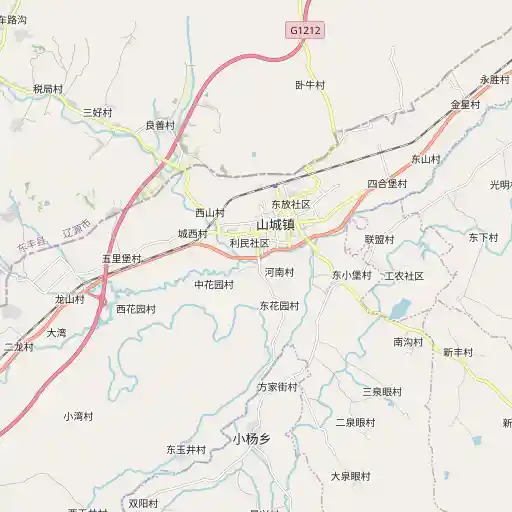 车路沟
G1212
永胜村
税局村
卧牛村
金星村
三好村
良善村
东山村
四合堡村
光明村
东放社区
西山村
山城镇
辽源市
东丰县
城西村
利民社区
联盟村
东下村
五里堡村
河南村
东小堡村
工农社区
中花园村
龙山村
西花园村
东花园村
大湾
二龙村
南沟村
新丰村
方家街村
三泉眼村
小湾村
二泉眼村
新
小杨乡
东玉井村
大泉眼村
双阳村